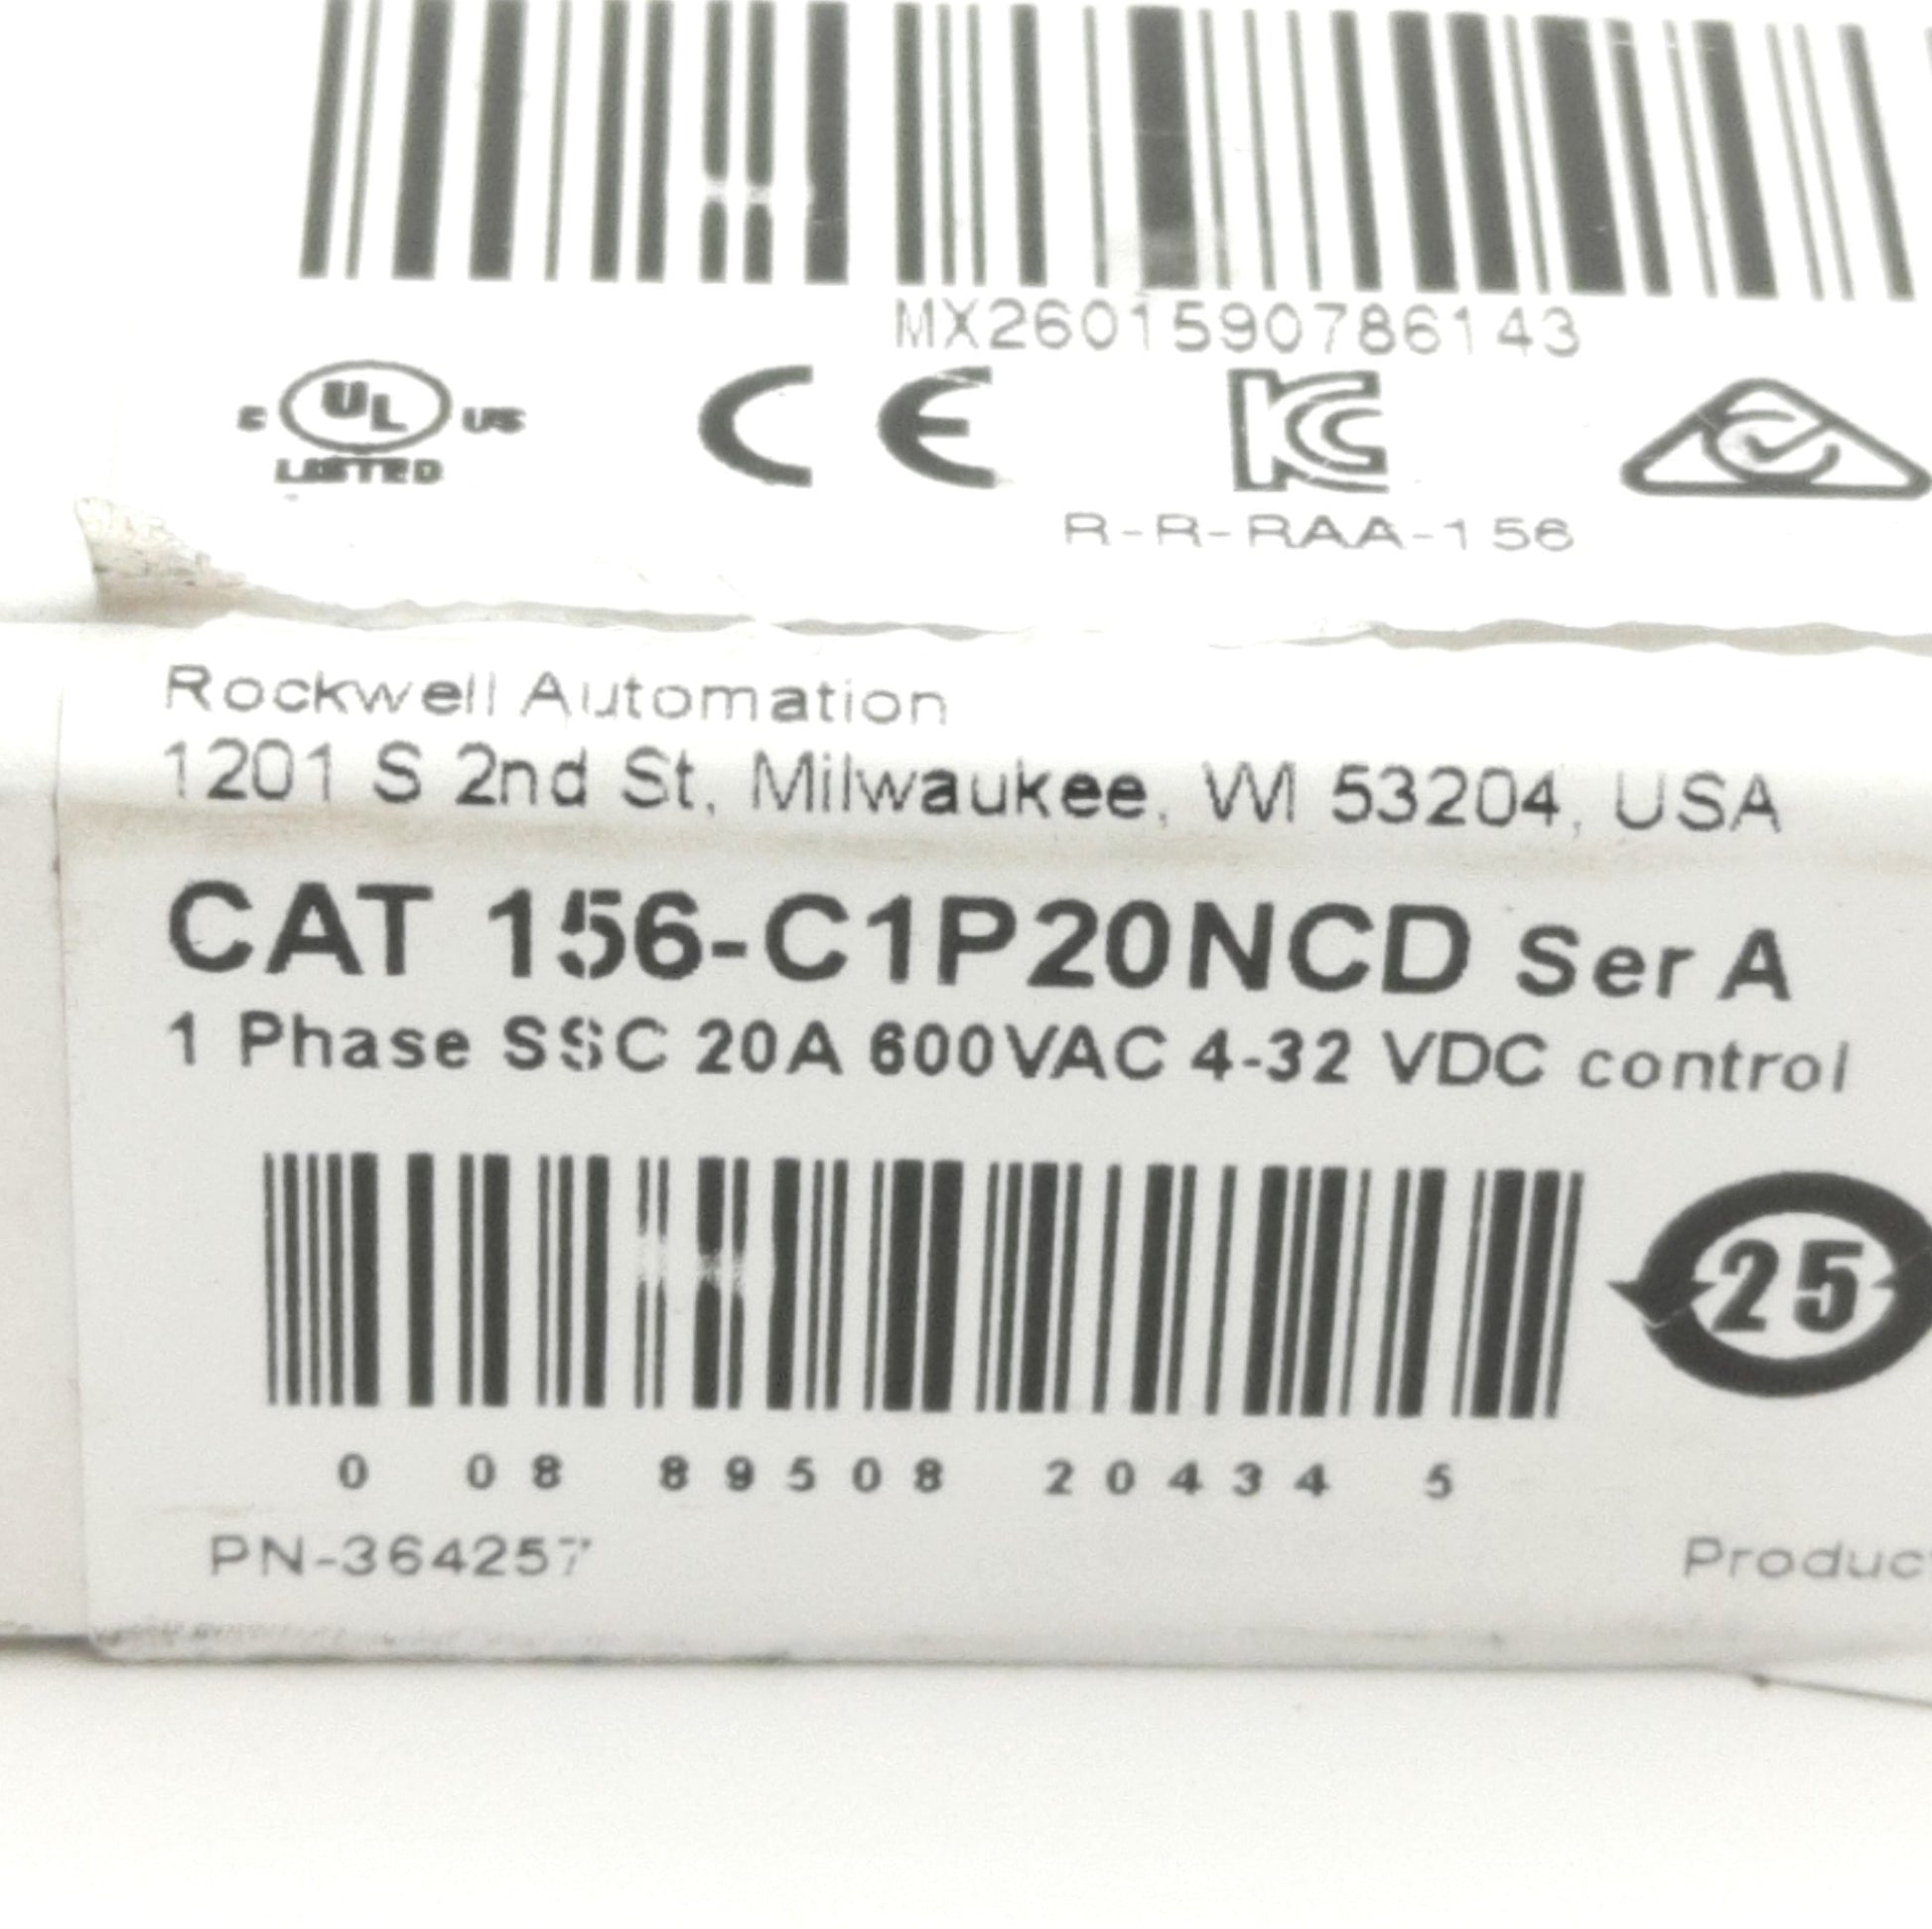 MX2601590786143
c UL US
LISTED
CE
KC
R-R-RAA-156
Rockwell Automation
1201 S 2nd St, Milwaukee, WI 53204, USA
CAT 156-C1P20NCD Ser A
1 Phase SSC 20A 600VAC 4-32 VDC control
25
0 08 89508 20434 5
PN-364257
Produc